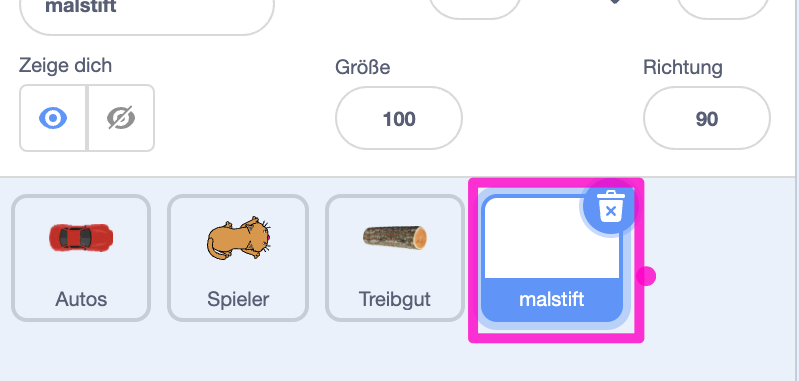 malstift
Zeige dich
Größe
Richtung
100
90
Autos
Spieler
Treibgut
malstift